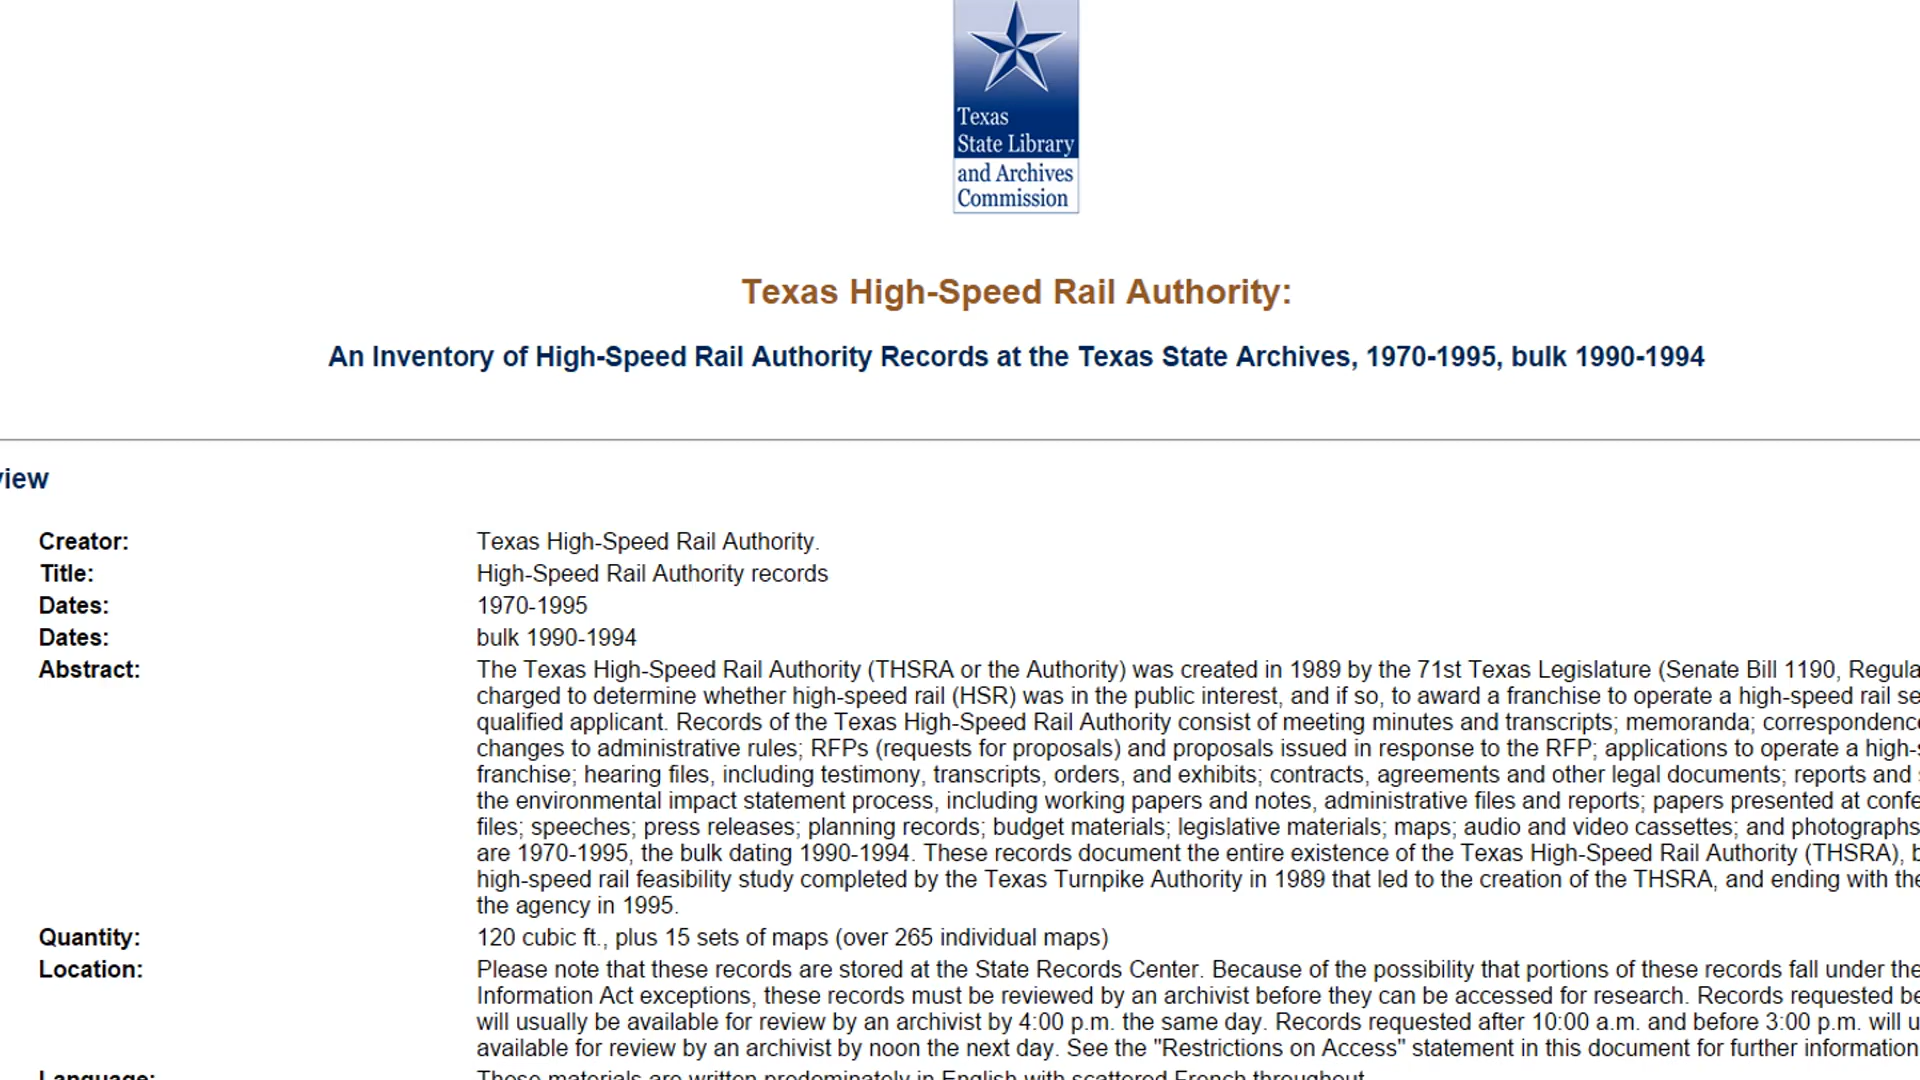 Texas
State Library
and Archives
Commission
Texas High-Speed Rail Authority:
An Inventory of High-Speed Rail Authority Records at the Texas State Archives, 1970-1995, bulk 1990-1994
view
Creator: Texas High-Speed Rail Authority.
Title: High-Speed Rail Authority records
Dates: 1970-1995
Dates: bulk 1990-1994
Abstract: The Texas High-Speed Rail Authority (THSRA or the Authority) was created in 1989 by the 71st Texas Legislature (Senate Bill 1190, Regula
charged to determine whether high-speed rail (HSR) was in the public interest, and if so, to award a franchise to operate a high-speed rail se
qualified applicant. Records of the Texas High-Speed Rail Authority consist of meeting minutes and transcripts; memoranda; correspondenc
changes to administrative rules; RFPs (requests for proposals) and proposals issued in response to the RFP; applications to operate a high-s
franchise; hearing files, including testimony, transcripts, orders, and exhibits; contracts, agreements and other legal documents; reports and
the environmental impact statement process, including working papers and notes, administrative files and reports; papers presented at confe
files; speeches; press releases; planning records; budget materials; legislative materials; maps; audio and video cassettes; and photographs
are 1970-1995, the bulk dating 1990-1994. These records document the entire existence of the Texas High-Speed Rail Authority (THSRA), b
high-speed rail feasibility study completed by the Texas Turnpike Authority in 1989 that led to the creation of the THSRA, and ending with the
the agency in 1995.
Quantity: 120 cubic ft., plus 15 sets of maps (over 265 individual maps)
Location: Please note that these records are stored at the State Records Center. Because of the possibility that portions of these records fall under the
Information Act exceptions, these records must be reviewed by an archivist before they can be accessed for research. Records requested be
will usually be available for review by an archivist by 4:00 p.m. the same day. Records requested after 10:00 a.m. and before 3:00 p.m. will u
available for review by an archivist by noon the next day. See the "Restrictions on Access" statement in this document for further information
Language: These materials are written predominately in English with scattered French throughout.